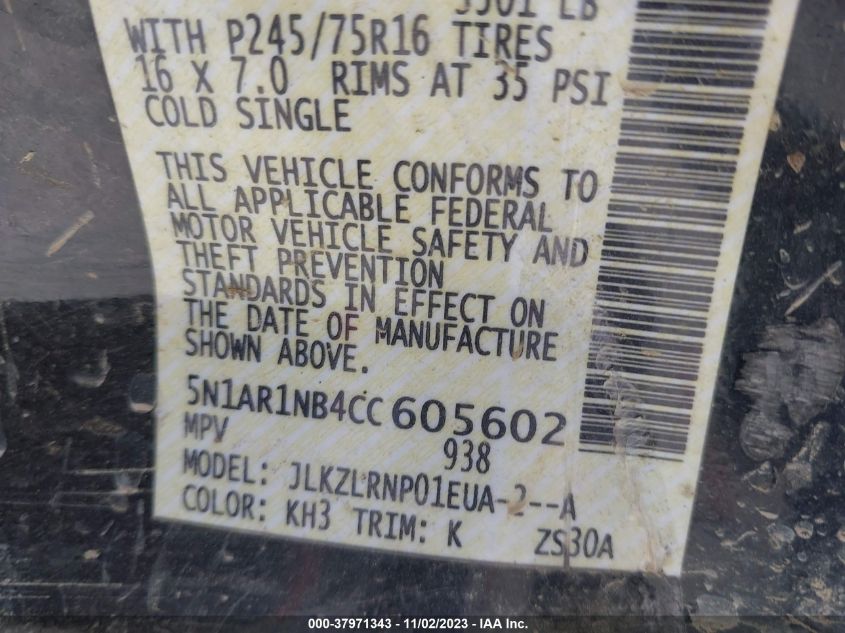 LB
WITH P245/75R16 TIRES
16 X 7.0 RIMS AT 35 PSI
COLD SINGLE
THIS VEHICLE CONFORMS TO
ALL APPLICABLE FEDERAL
MOTOR VEHICLE SAFETY AND
THEFT PREVENTION
STANDARDS IN EFFECT ON
THE DATE OF MANUFACTURE
SHOWN ABOVE.
5N1AR1NB4CC605602
MPV 938
MODEL: JLKZLRNP01EUA-2--A
COLOR: KH3 TRIM: K ZS30A
000-37971343 - 11/02/2023 - IAA Inc.